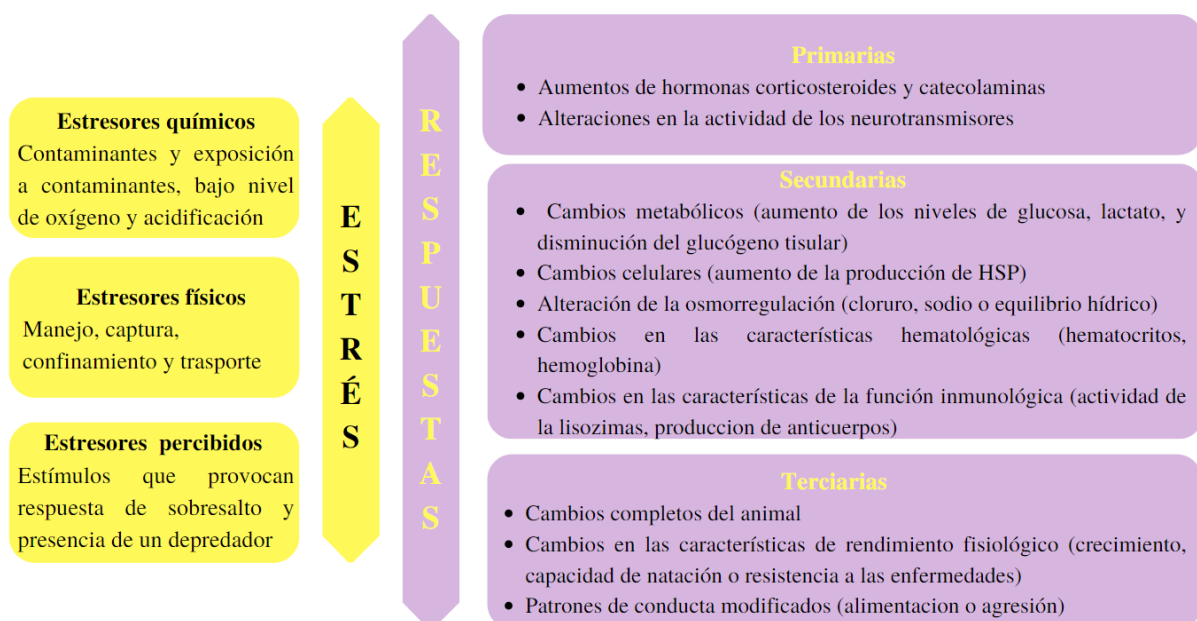 Estresores químicos
Contaminantes y exposición
a contaminantes, bajo nivel
de oxígeno y acidificación
Estresores físicos
Manejo, captura,
confinamiento y trasporte
Estresores percibidos
Estímulos que provocan
respuesta de sobresalto y
presencia de un depredador
ESTRÉS
RESPUESTAS
Primarias
• Aumentos de hormonas corticosteroides y catecolaminas
• Alteraciones en la actividad de los neurotransmisores
Secundarias
• Cambios metabólicos (aumento de los niveles de glucosa, lactato, y
disminución del glucógeno tisular)
• Cambios celulares (aumento de la producción de HSP)
• Alteración de la osmorregulación (cloruro, sodio o equilibrio hídrico)
• Cambios en las características hematológicas (hematocritos,
hemoglobina)
• Cambios en las características de la función inmunológica (actividad de
la lisozimas, produccion de anticuerpos)
Terciarias
• Cambios completos del animal
• Cambios en las características de rendimiento fisiológico (crecimiento,
capacidad de natación o resistencia a las enfermedades)
• Patrones de conducta modificados (alimentacion o agresión)